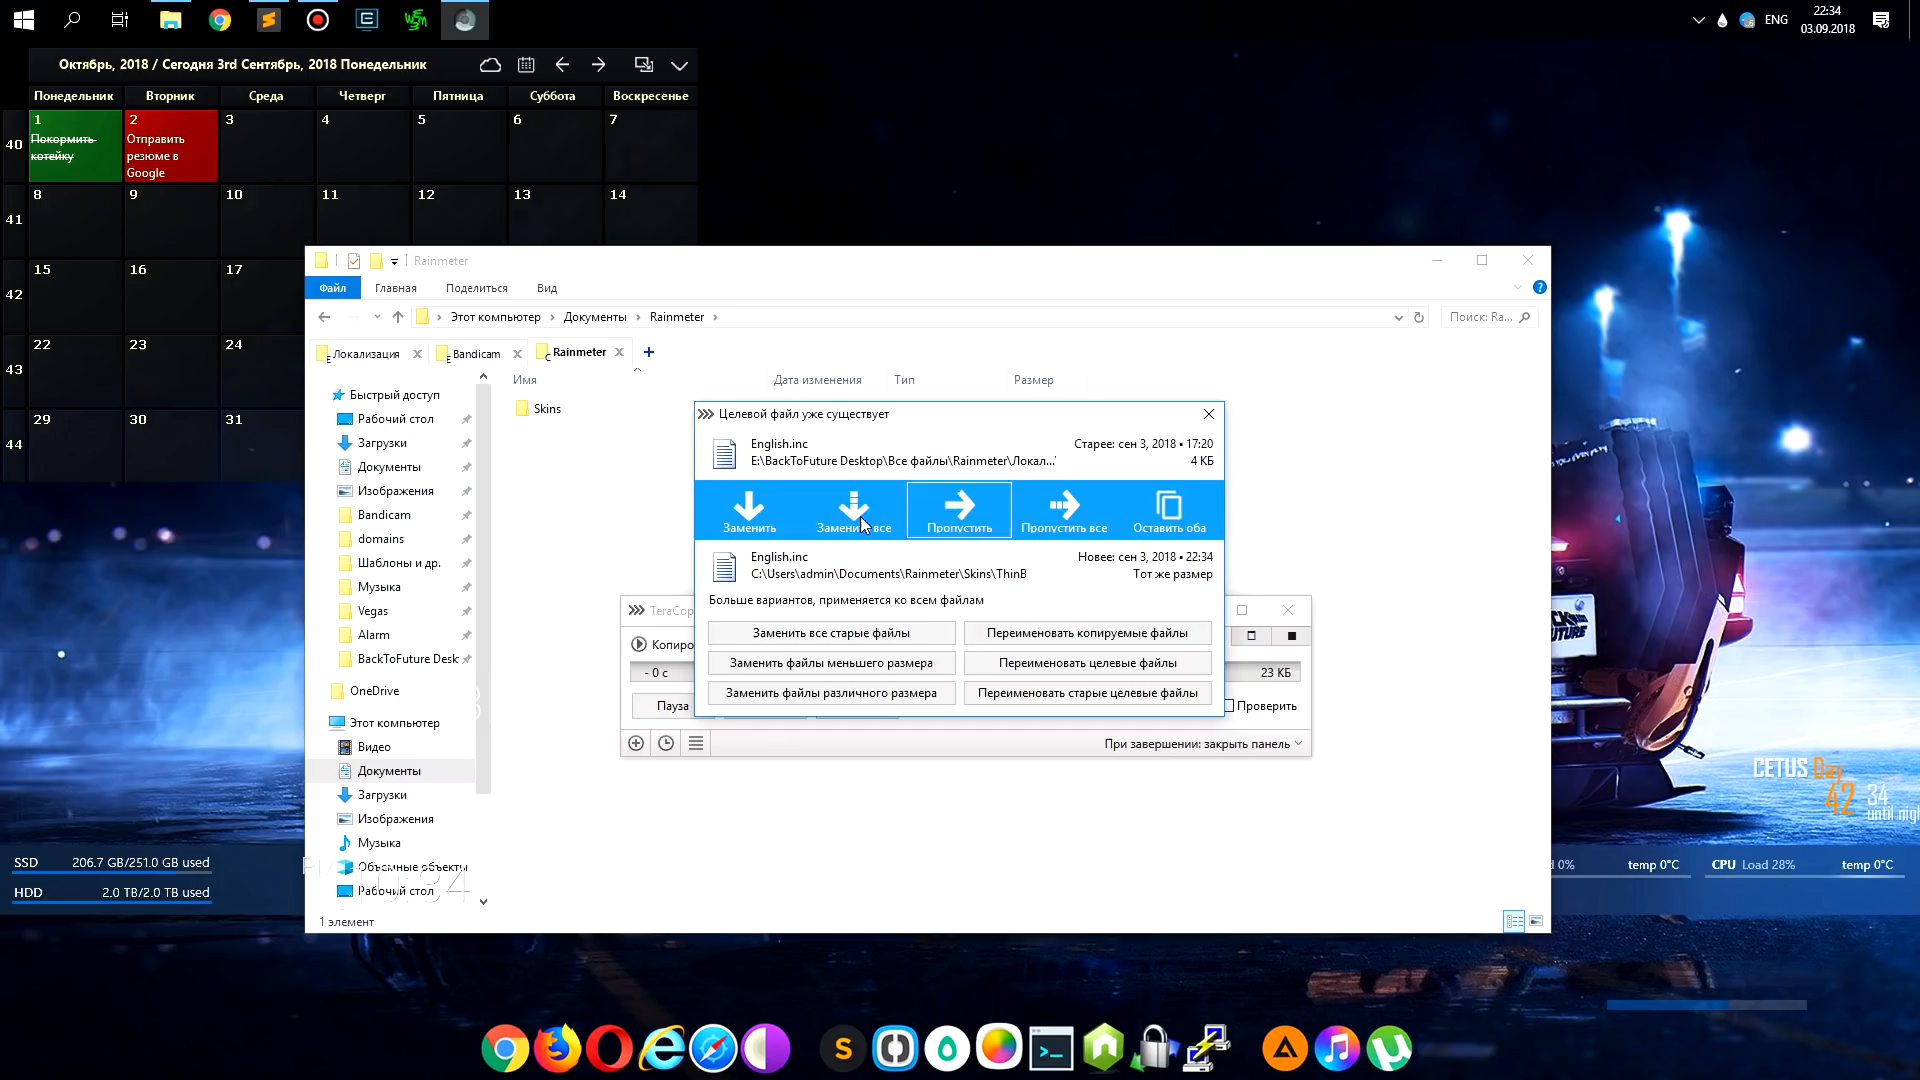 ENG
22:34
03.09.2018
Октябрь, 2018 / Сегодня 3rd Сентябрь, 2018 Понедельник
Понедельник Вторник Среда Четверг Пятница Суббота Воскресенье
40 1 2 3 4 5 6 7
Покормить котейку
Отправить резюме в Google
41 8 9 10 11 12 13 14
42 15 16 17
43 22 23 24
44 29 30 31
Rainmeter
Файл Главная Поделиться Вид
Этот компьютер Документы Rainmeter
Поиск: Ra...
Локализация Bandicam Rainmeter
Имя Дата изменения Тип Размер
Skins
Быстрый доступ
Рабочий стол
Загрузки
Документы
Изображения
Bandicam
domains
Шаблоны и др.
Музыка
Vegas
Alarm
BackToFuture Desk
OneDrive
Этот компьютер
Видео
Документы
Загрузки
Изображения
Музыка
Объемные объекты
Рабочий стол
1 элемент
Целевой файл уже существует
English.inc Старее: сен 3, 2018 • 17:20
E:\BackToFuture Desktop\Все файлы\Rainmeter\Локал... 4 КБ
Заменить Заменить все Пропустить Пропустить все Оставить оба
English.inc Новее: сен 3, 2018 • 22:34
C:\Users\admin\Documents\Rainmeter\Skins\ThinB Тот же размер
Больше вариантов, применяется ко всем файлам
Заменить все старые файлы Переименовать копируемые файлы
Заменить файлы меньшего размера Переименовать целевые файлы
Заменить файлы различного размера Переименовать старые целевые файлы
TeraCop
Копиро
- 0 с 23 КБ
Пауза Проверить
При завершении: закрыть панель
CETUS Day
42 34
until nigh
SSD 206.7 GB/251.0 GB used
HDD 2.0 TB/2.0 TB used
0% temp 0°C
CPU Load 28% temp 0°C